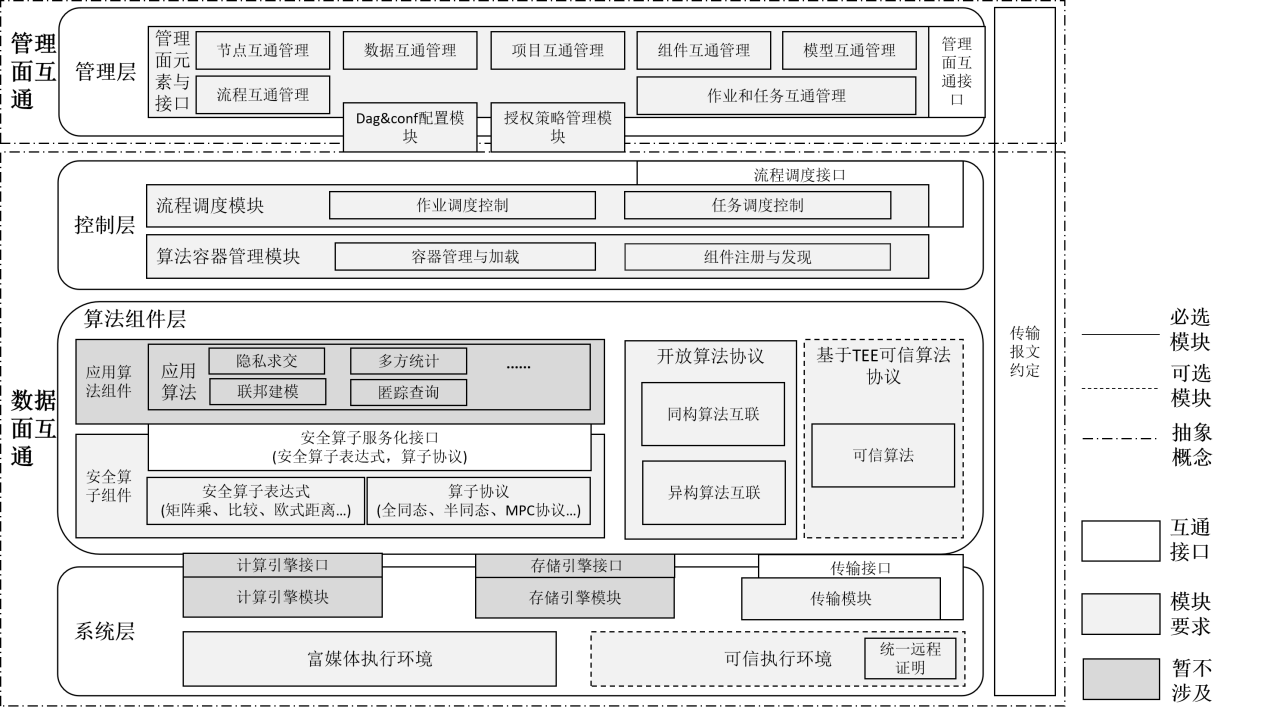 管理
面互
通
管理层
管理
面元
素与
接口
节点互通管理
数据互通管理
项目互通管理
组件互通管理
模型互通管理
流程互通管理
作业和任务互通管理
Dag&conf配置模
块
授权策略管理模
块
管理
面互
通接
口
数据
面互
通
控制层
流程调度接口
流程调度模块
作业调度控制
任务调度控制
算法容器管理模块
容器管理与加载
组件注册与发现
算法组件层
应用算
法组件
应用
算法
隐私求交
多方统计
......
联邦建模
匿踪查询
安全算
子组件
安全算子服务化接口
(安全算子表达式，算子协议)
安全算子表达式
(矩阵乘、比较、欧式距离...)
算子协议
(全同态、半同态、MPC协议...)
开放算法协议
同构算法互联
异构算法互联
基于TEE可信算法
协议
可信算法
系统层
计算引擎接口
计算引擎模块
存储引擎接口
存储引擎模块
传输接口
传输模块
富媒体执行环境
可信执行环境
统一远程
证明
传输
报文
约定
必选
模块
可选
模块
抽象
概念
互通
接口
模块
要求
暂不
涉及